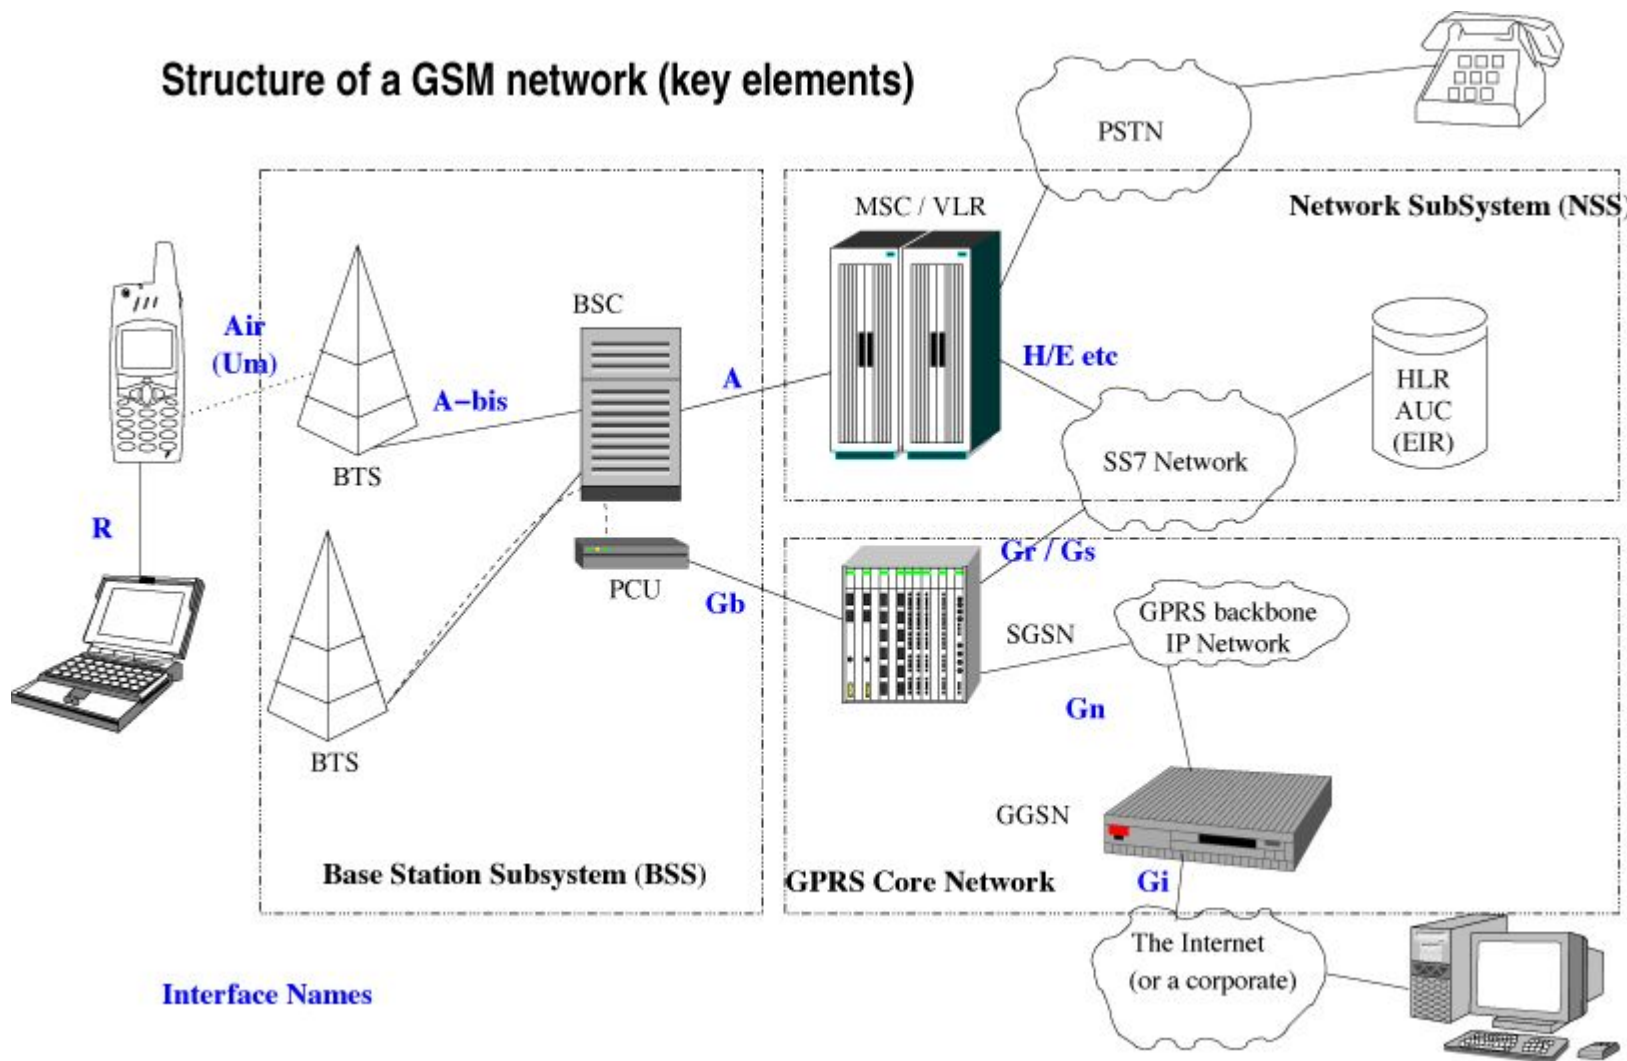 Structure of a GSM network (key elements)
PSTN
MSC / VLR
Network SubSystem (NSS)
BSC
Air
(Um)
A-bis
A
H/E etc
HLR
AUC
(EIR)
BTS
SS7 Network
R
PCU
Gb
Gr / Gs
SGSN
GPRS backbone
IP Network
Gn
BTS
GGSN
Base Station Subsystem (BSS)
GPRS Core Network
Gi
The Internet
(or a corporate)
Interface Names